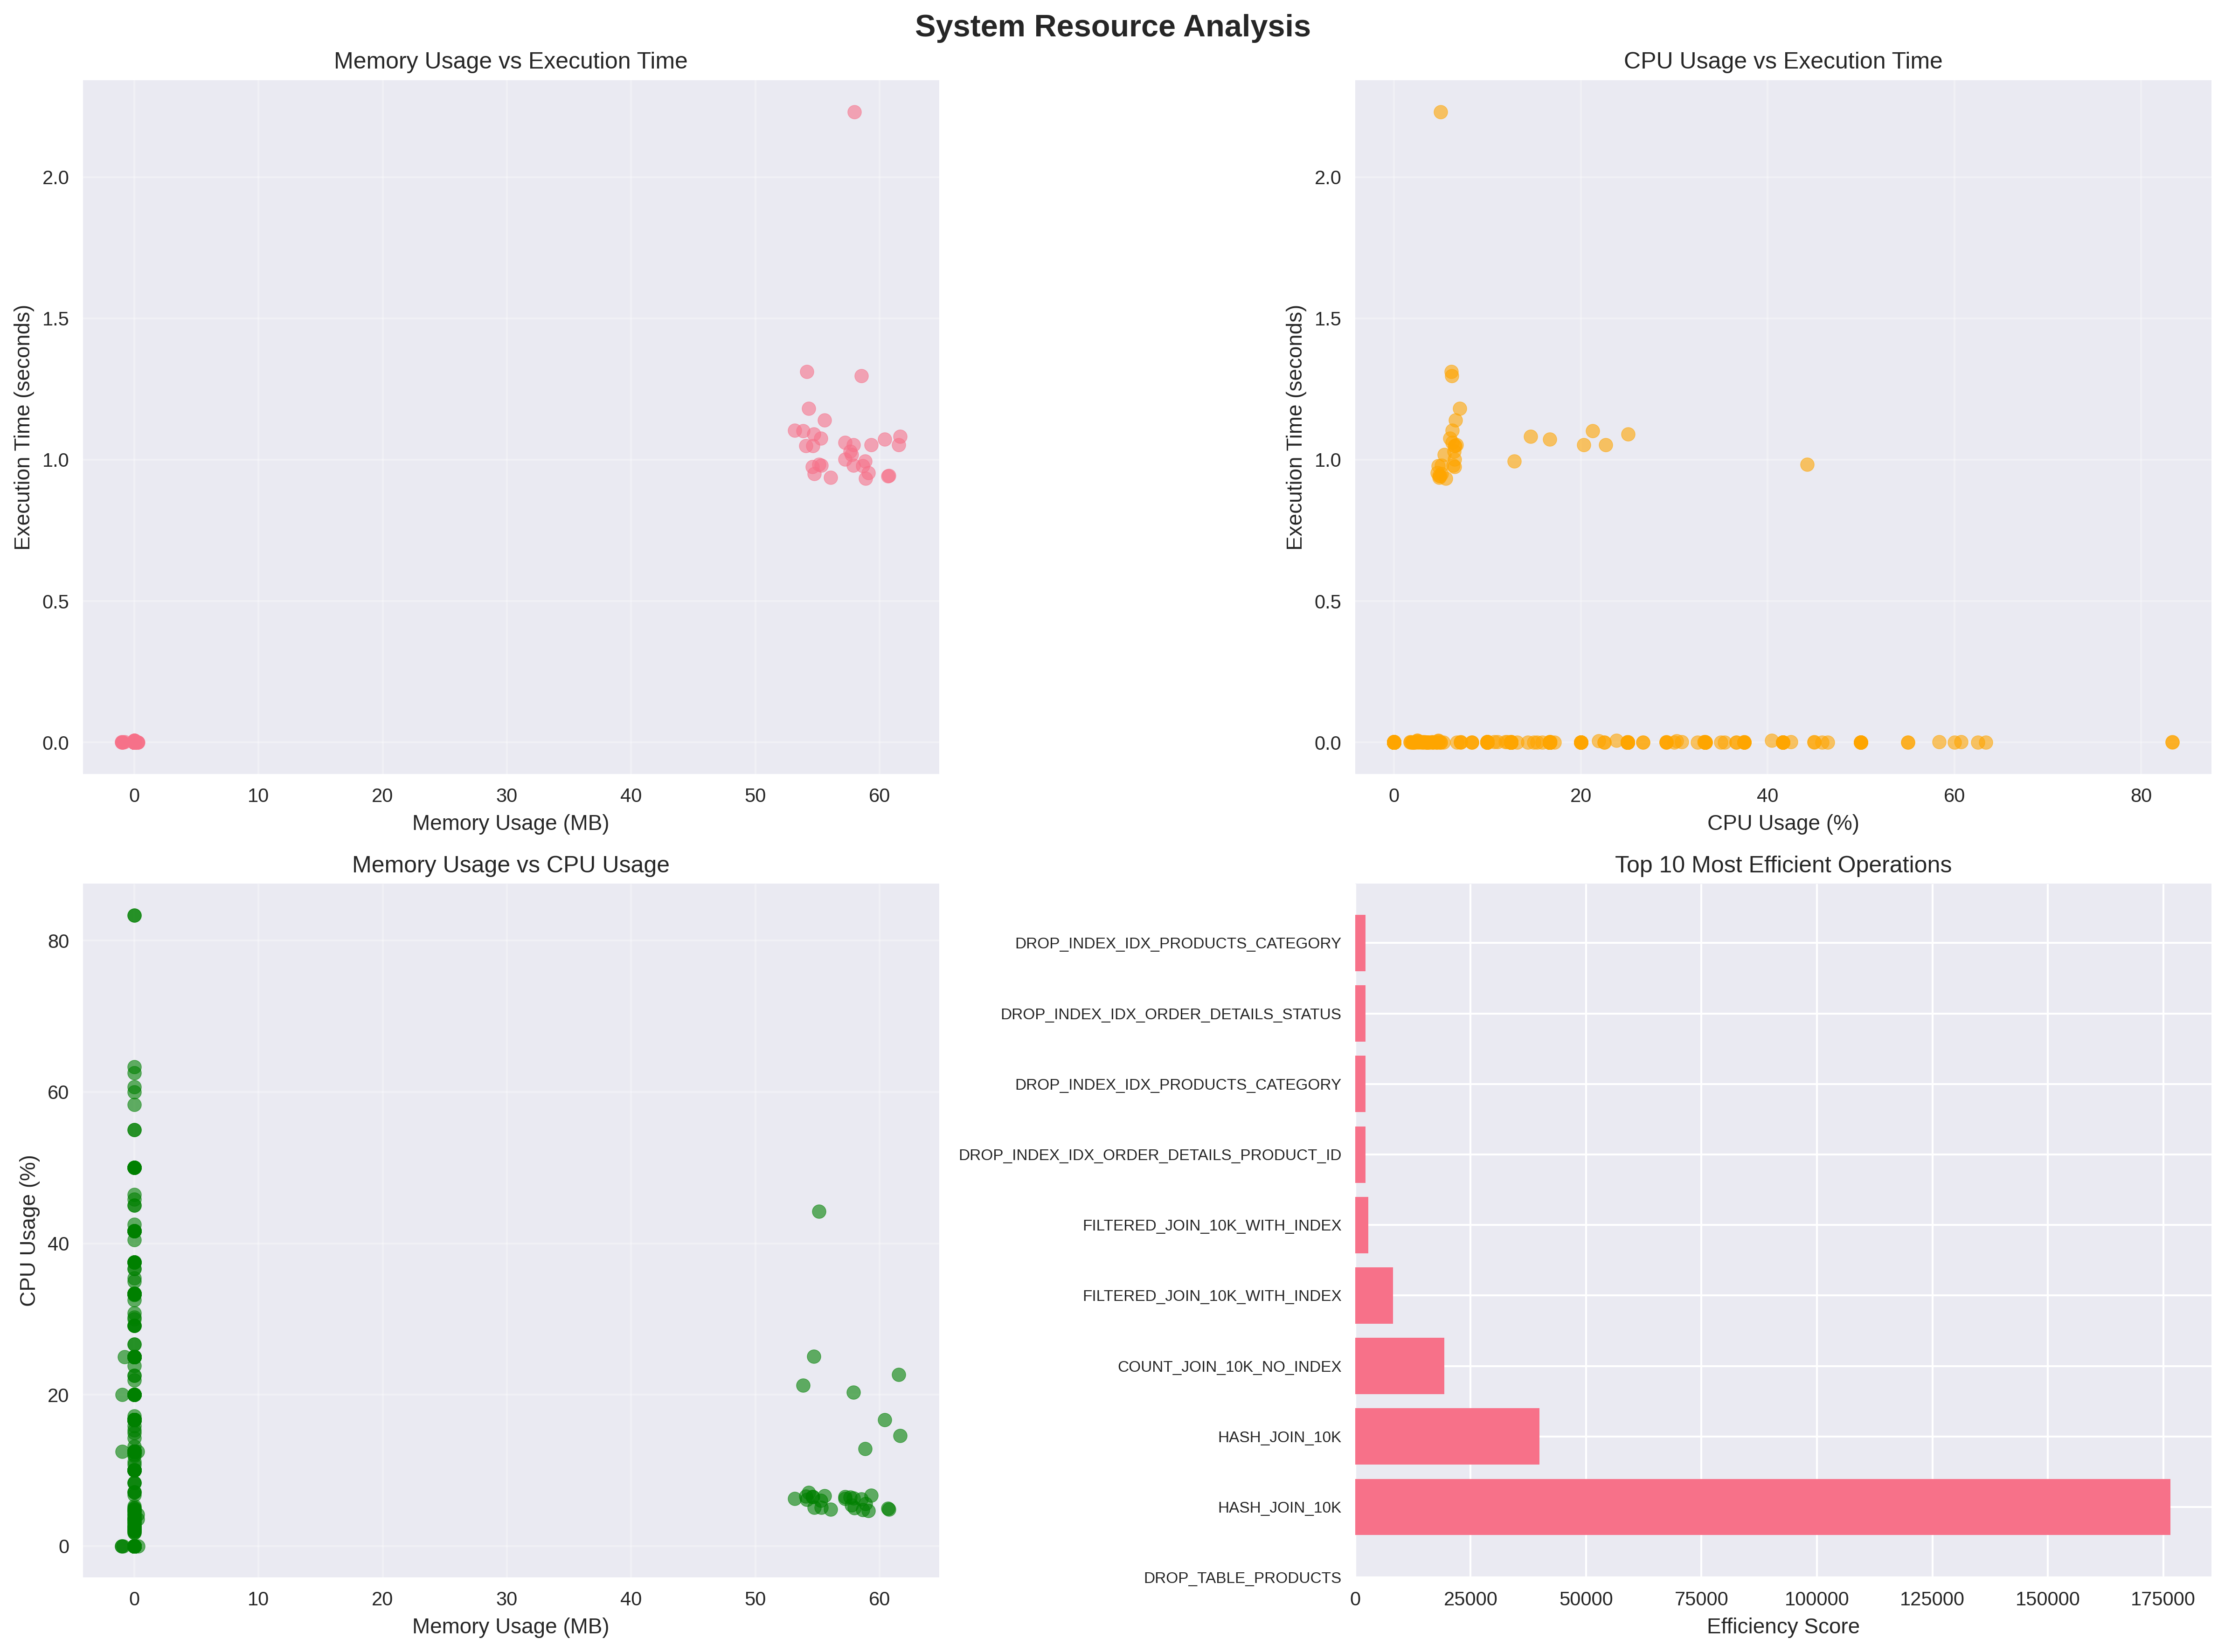 System Resource Analysis
Memory Usage vs Execution Time
Execution Time (seconds)
2.0
1.5
1.0
0.5
0.0
0 10 20 30 40 50 60
Memory Usage (MB)
CPU Usage vs Execution Time
Execution Time (seconds)
2.0
1.5
1.0
0.5
0.0
0 20 40 60 80
CPU Usage (%)
Memory Usage vs CPU Usage
CPU Usage (%)
80
60
40
20
0
0 10 20 30 40 50 60
Memory Usage (MB)
Top 10 Most Efficient Operations
DROP_INDEX_IDX_PRODUCTS_CATEGORY
DROP_INDEX_IDX_ORDER_DETAILS_STATUS
DROP_INDEX_IDX_PRODUCTS_CATEGORY
DROP_INDEX_IDX_ORDER_DETAILS_PRODUCT_ID
FILTERED_JOIN_10K_WITH_INDEX
FILTERED_JOIN_10K_WITH_INDEX
COUNT_JOIN_10K_NO_INDEX
HASH_JOIN_10K
HASH_JOIN_10K
DROP_TABLE_PRODUCTS
0 25000 50000 75000 100000 125000 150000 175000
Efficiency Score